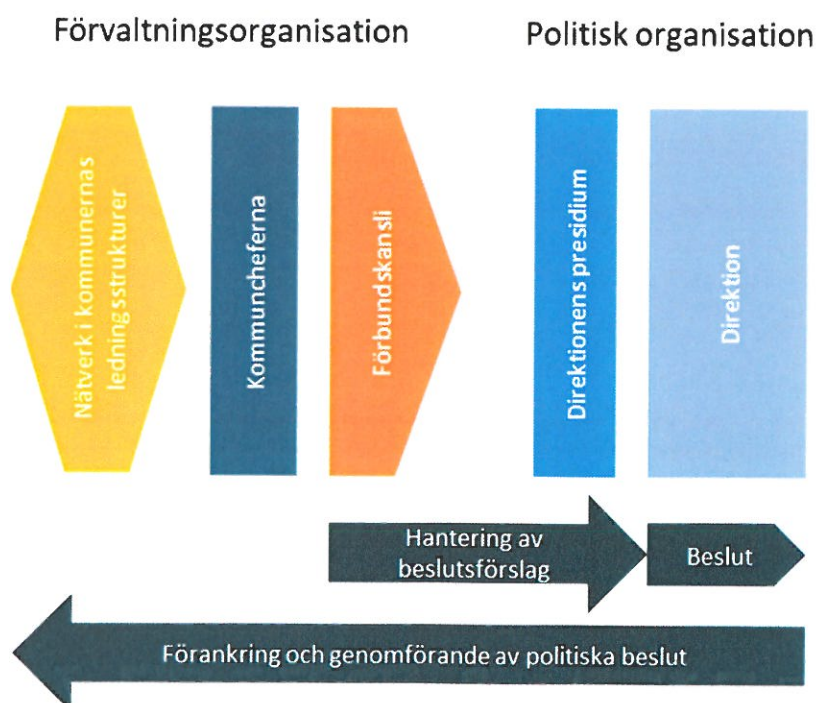 Förvaltningsorganisation
Politisk organisation
Nätverk i kommunernas
ledningsstrukturer
Kommuncheferna
Förbundskansli
Direktionens presidium
Direktion
Hantering av
beslutsförslag
Beslut
Förankring och genomförande av politiska beslut